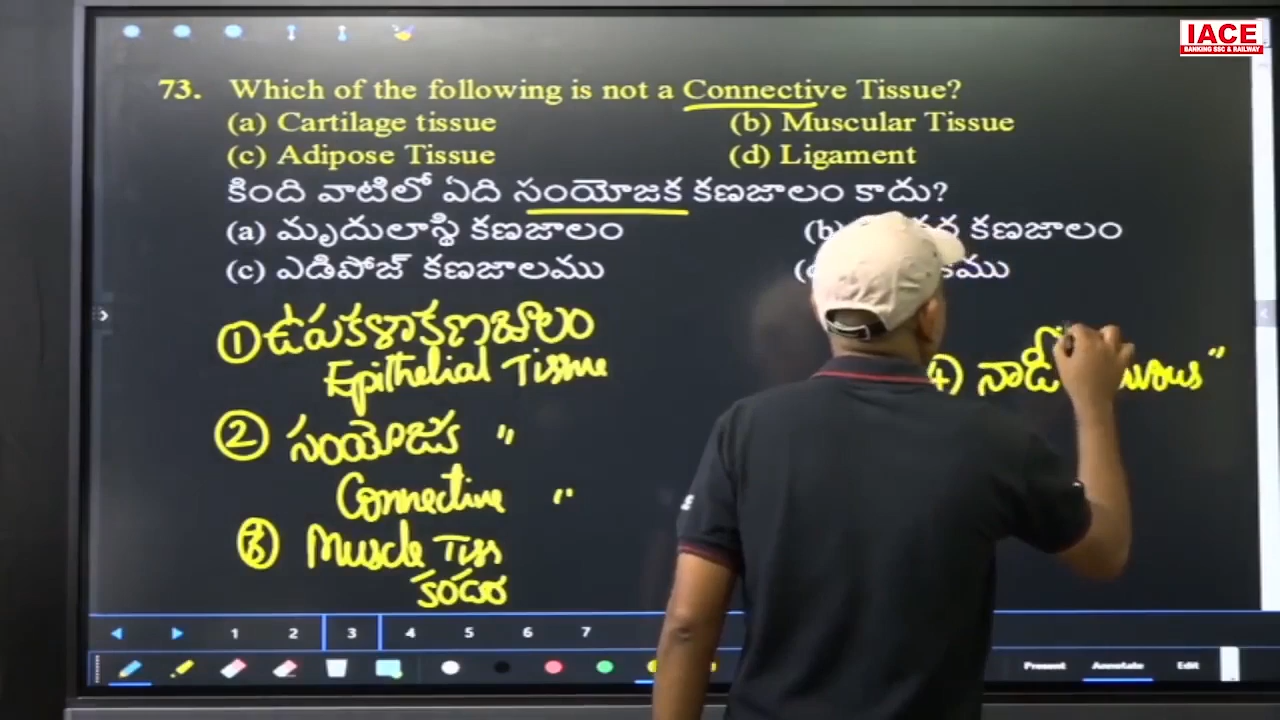 IACE
BANKING SSC & RAILWAY
73. Which of the following is not a Connective Tissue?
(a) Cartilage tissue (b) Muscular Tissue
(c) Adipose Tissue (d) Ligament
కింది వాటిలో ఏది సంయోజక కణజాలం కాదు?
(a) మృదులాస్థి కణజాలం (b) కణజాలం
(c) ఎడిపోజ్ కణజాలము
① ఉపకళాకణజాలం
Epithelial Tissue
② సంయోజక "
Connective "
③ Muscle Tiss
కండర
4) నాడీ "
1 2 3 4 5 6 7
Present Annotate Edit